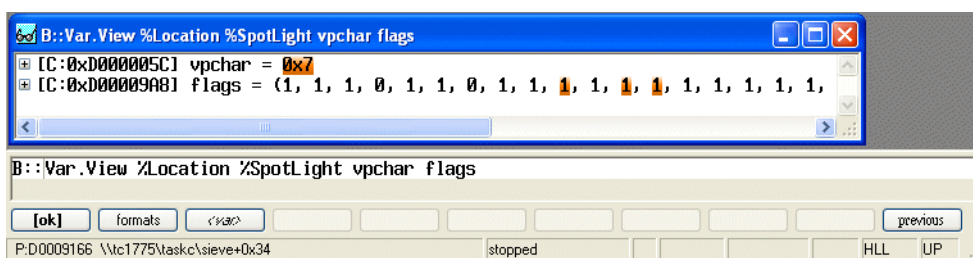 B::Var.View %Location %SpotLight vpchar flags
[C:0xD000005C] vpchar = 0x7
[C:0xD00009A8] flags = (1, 1, 1, 0, 1, 1, 0, 1, 1, 1, 1, 1, 1, 1, 1, 1, 1, 1,
B::Var.View %Location %SpotLight vpchar flags
[ok] formats <var> previous
P:D0009166 \\tc1775\taskc\sieve+0x34 stopped HLL UP